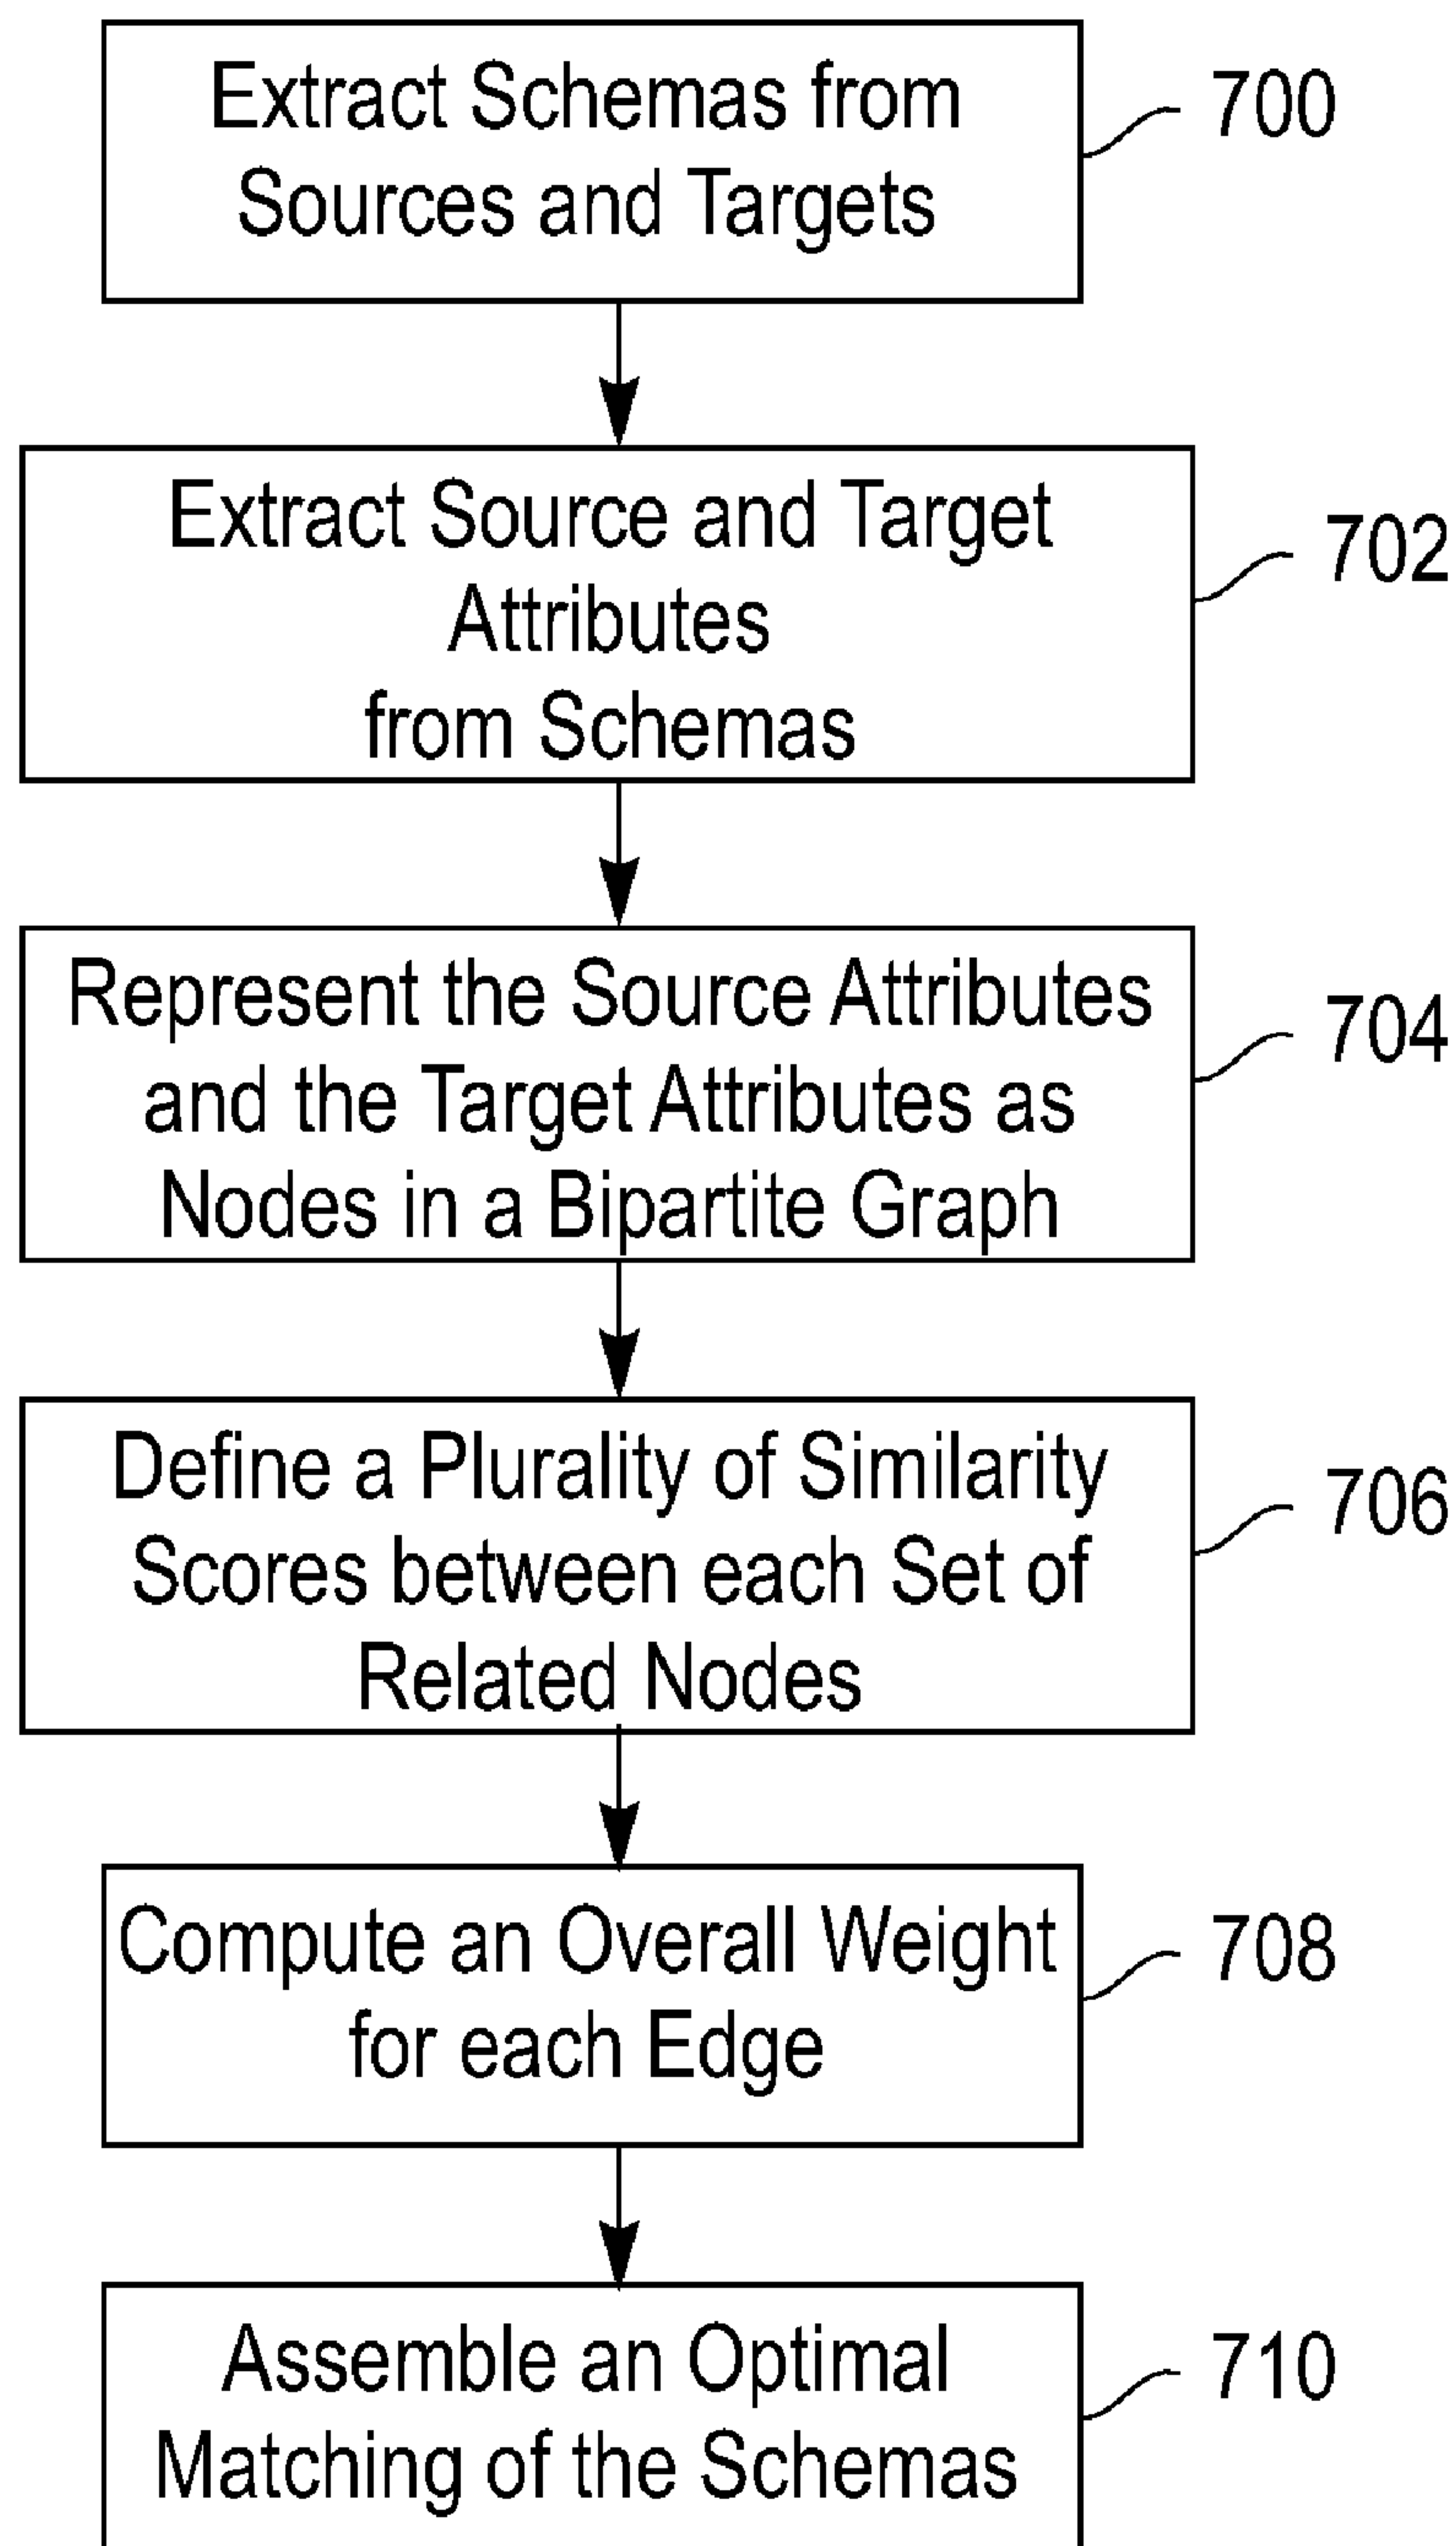 Extract Schemas from
Sources and Targets
700
Extract Source and Target
Attributes
from Schemas
702
Represent the Source Attributes
and the Target Attributes as
Nodes in a Bipartite Graph
704
Define a Plurality of Similarity
Scores between each Set of
Related Nodes
706
Compute an Overall Weight
for each Edge
708
Assemble an Optimal
Matching of the Schemas
710